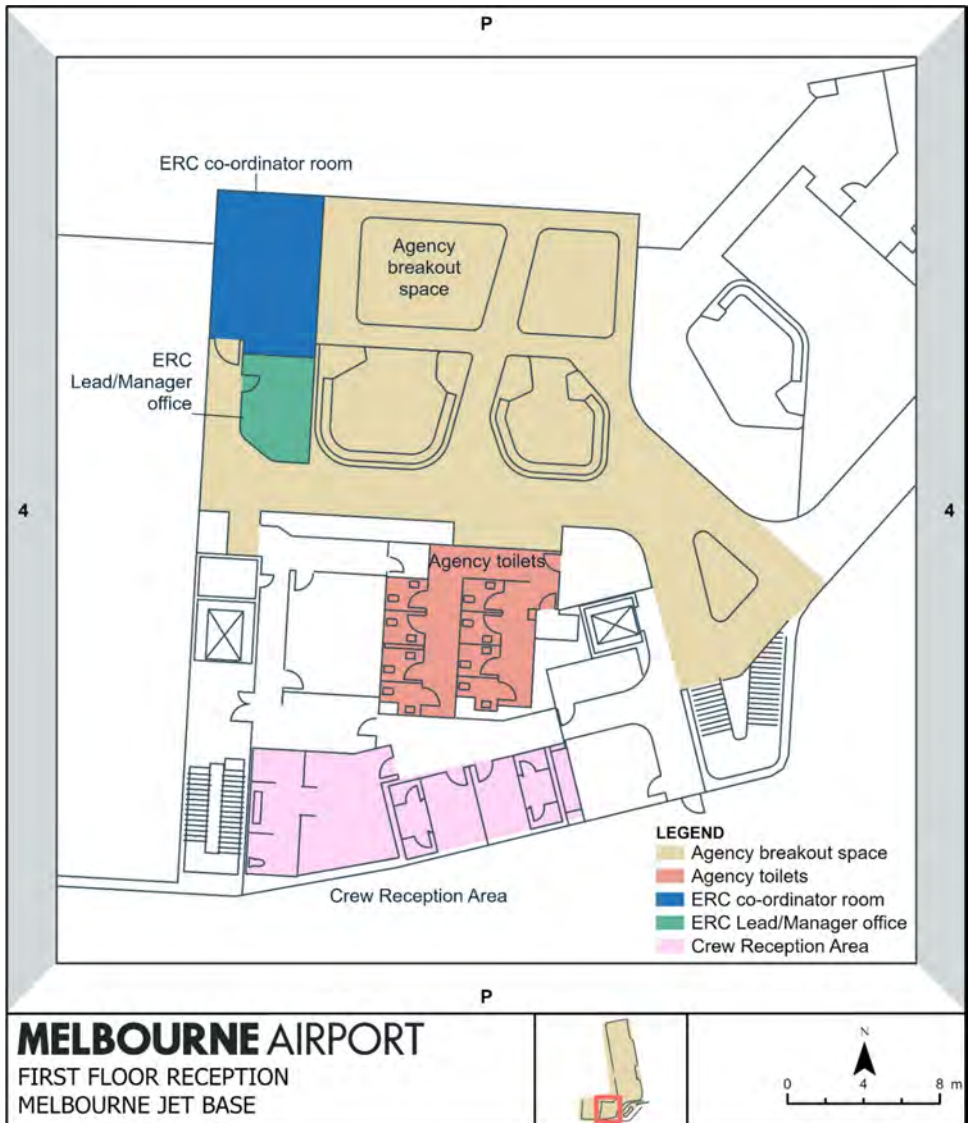 P
ERC co-ordinator room
Agency
breakout
space
ERC
Lead/Manager
office
4
4
Agency toilets
LEGEND
Agency breakout space
Agency toilets
ERC co-ordinator room
ERC Lead/Manager office
Crew Reception Area
Crew Reception Area
P
MELBOURNE AIRPORT
FIRST FLOOR RECEPTION
MELBOURNE JET BASE
N
0 4 8 m